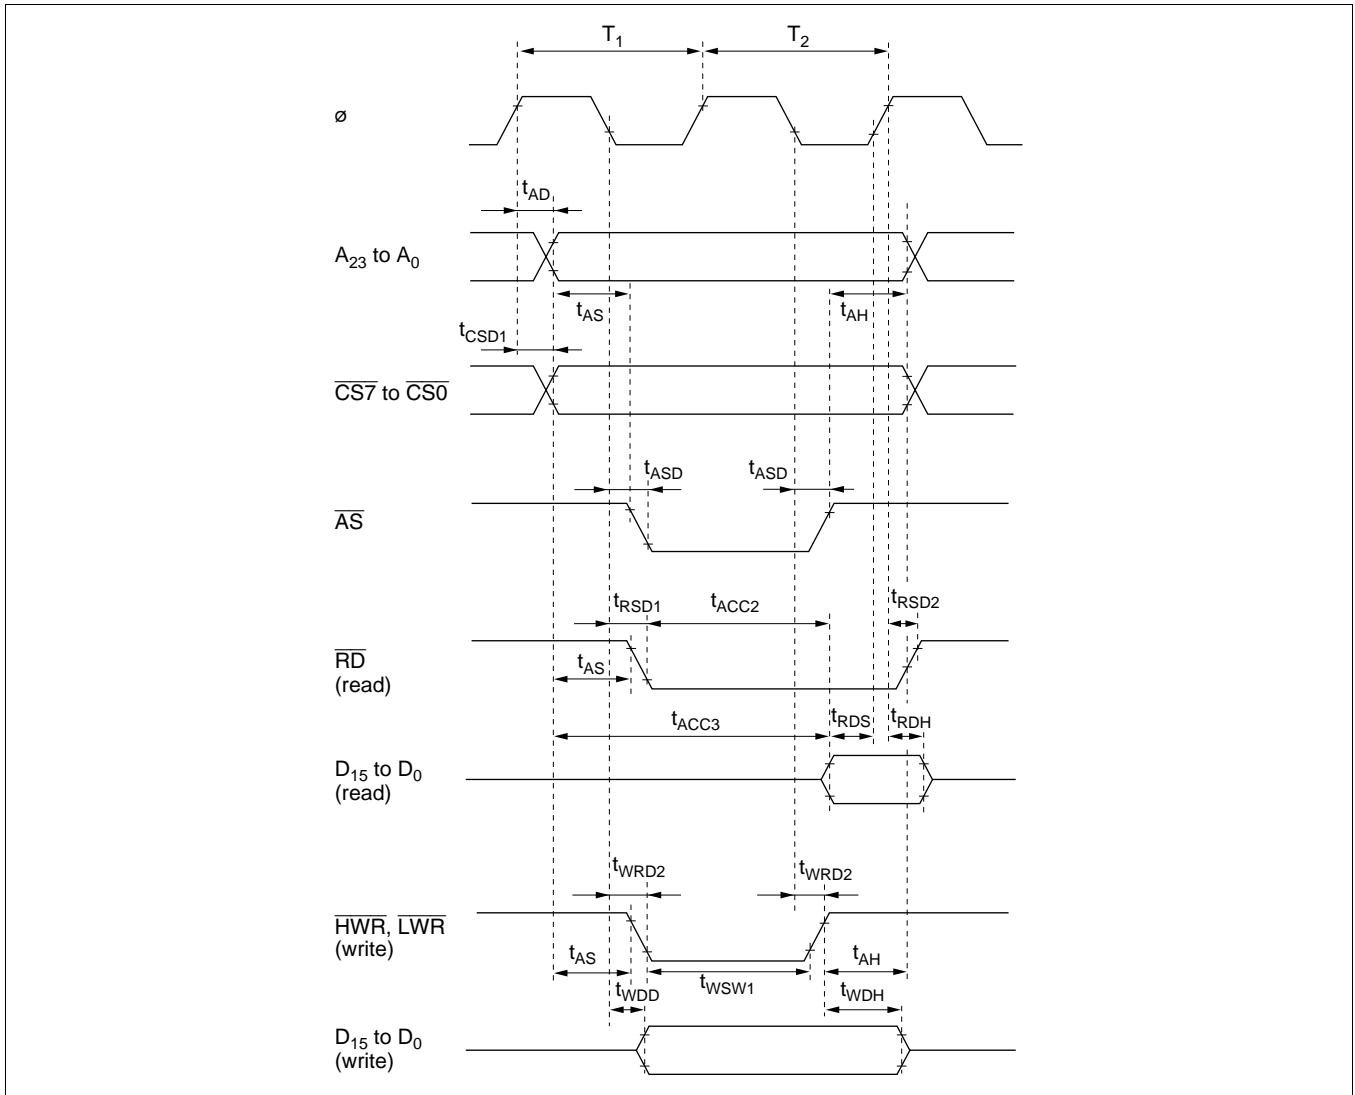 T1 T2
ø
tAD
A23 to A0
tAS tAH
tCSD1
CS7 to CS0
tASD tASD
AS
tRSD1 tACC2 tRSD2
RD
(read)
tAS
tACC3 tRDS tRDH
D15 to D0
(read)
tWRD2 tWRD2
HWR, LWR
(write)
tAS tWSW1 tAH
tWDD tWDH
D15 to D0
(write)